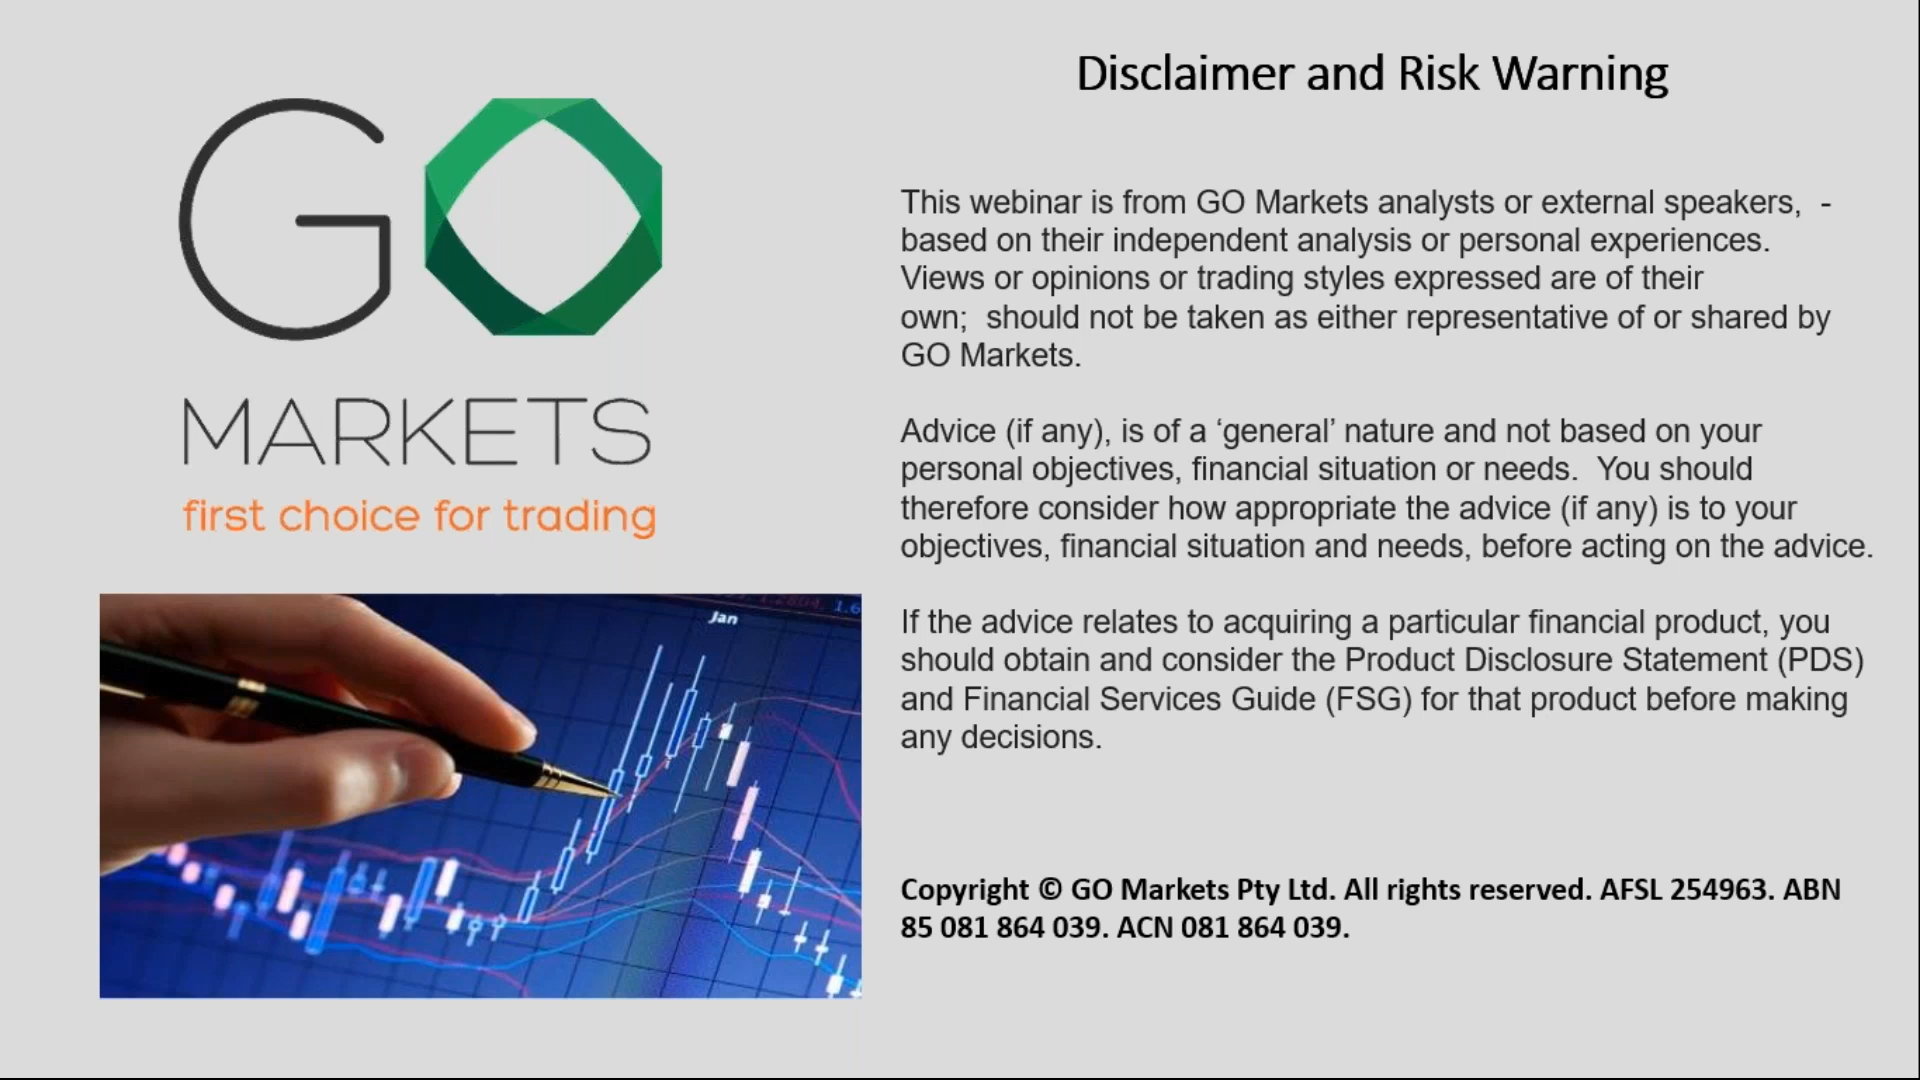 GO
MARKETS
first choice for trading
Jan
Disclaimer and Risk Warning
This webinar is from GO Markets analysts or external speakers,  -
based on their independent analysis or personal experiences.
Views or opinions or trading styles expressed are of their
own;  should not be taken as either representative of or shared by
GO Markets.
Advice (if any), is of a ‘general’ nature and not based on your
personal objectives, financial situation or needs.  You should
therefore consider how appropriate the advice (if any) is to your
objectives, financial situation and needs, before acting on the advice.
If the advice relates to acquiring a particular financial product, you
should obtain and consider the Product Disclosure Statement (PDS)
and Financial Services Guide (FSG) for that product before making
any decisions.
Copyright © GO Markets Pty Ltd. All rights reserved. AFSL 254963. ABN
85 081 864 039. ACN 081 864 039.